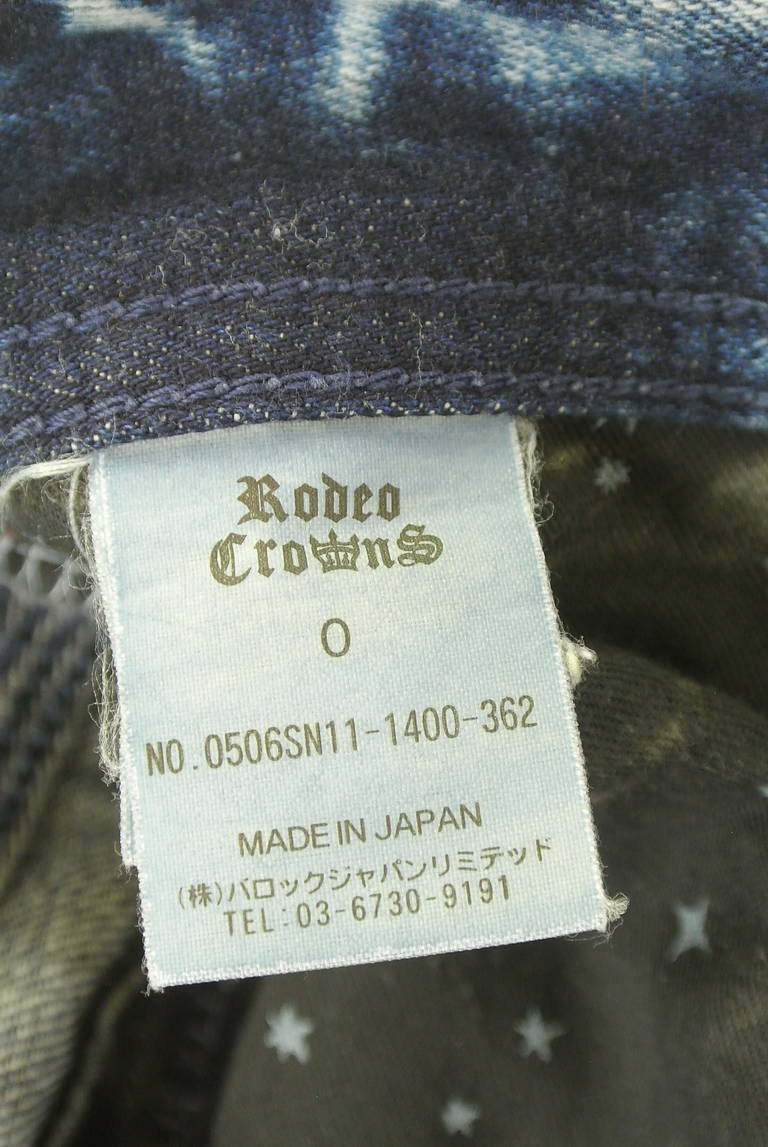 Rodeo
Crowns
0
NO.0506SN11-1400-362
MADE IN JAPAN
(株)バロックジャパンリミテッド
TEL:03-6730-9191